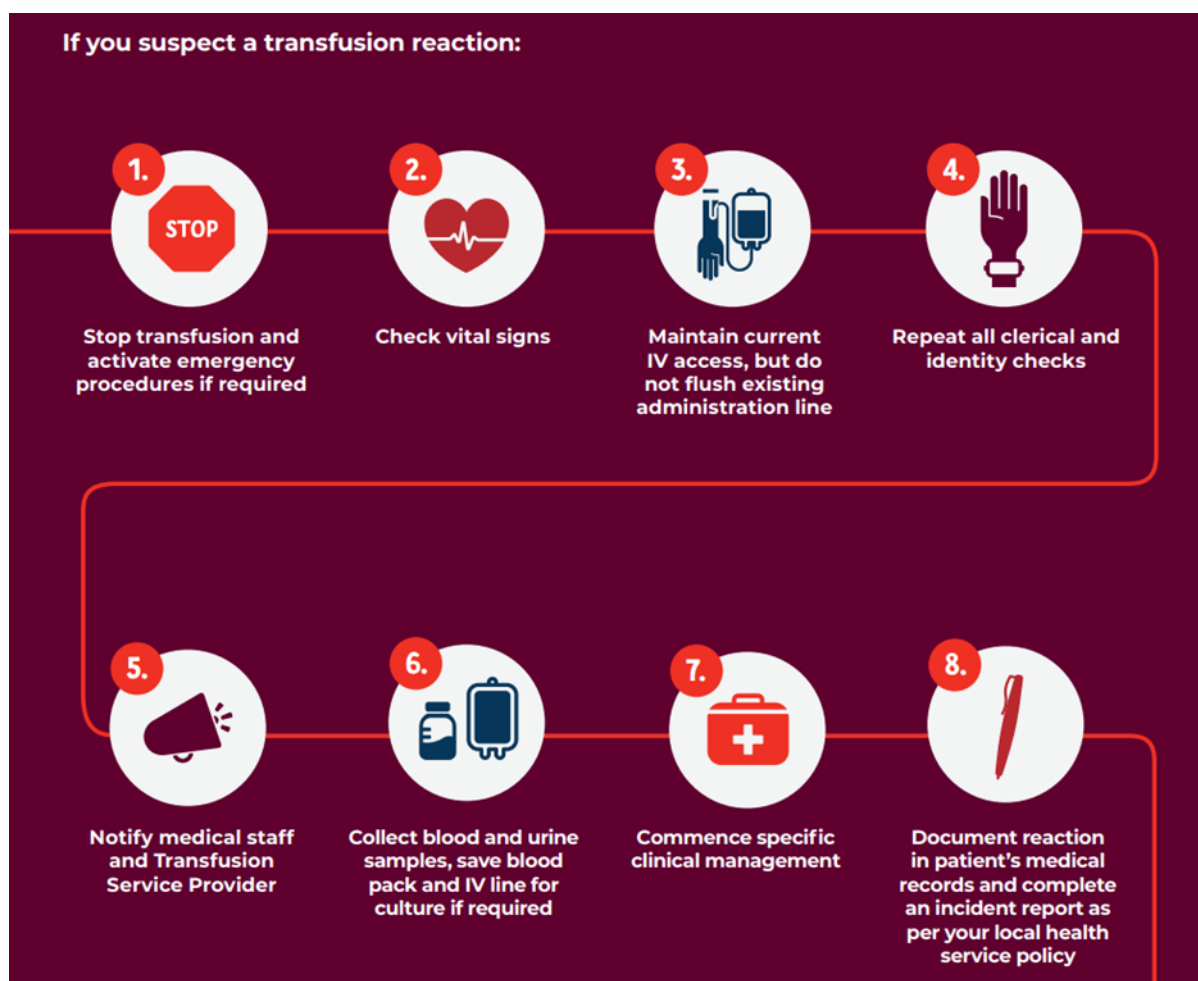 If you suspect a transfusion reaction:
1.
STOP
Stop transfusion and
activate emergency
procedures if required
2.
Check vital signs
3.
Maintain current
IV access, but do
not flush existing
administration line
4.
Repeat all clerical and
identity checks
5.
Notify medical staff
and Transfusion
Service Provider
6.
Collect blood and urine
samples, save blood
pack and IV line for
culture if required
7.
Commence specific
clinical management
8.
Document reaction
in patient’s medical
records and complete
an incident report as
per your local health
service policy